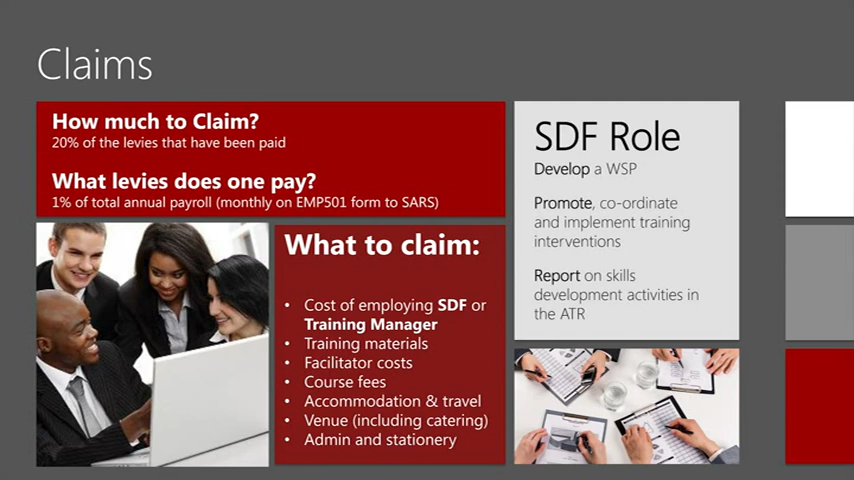 Claims
How much to Claim?
20% of the levies that have been paid
What levies does one pay?
1% of total annual payroll (monthly on EMP501 form to SARS)
What to claim:
• Cost of employing SDF or
Training Manager
• Training materials
• Facilitator costs
• Course fees
• Accommodation & travel
• Venue (including catering)
• Admin and stationery
SDF Role
Develop a WSP
Promote, co-ordinate
and implement training
interventions
Report on skills
development activities in
the ATR